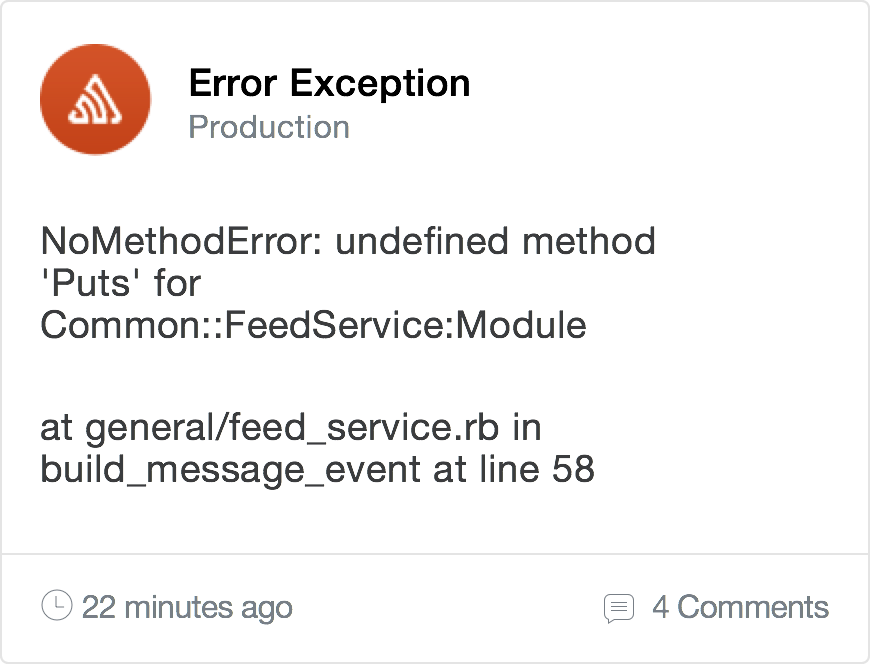 Error Exception
Production
NoMethodError: undefined method
'Puts' for
Common::FeedService:Module
at general/feed_service.rb in
build_message_event at line 58
22 minutes ago
4 Comments